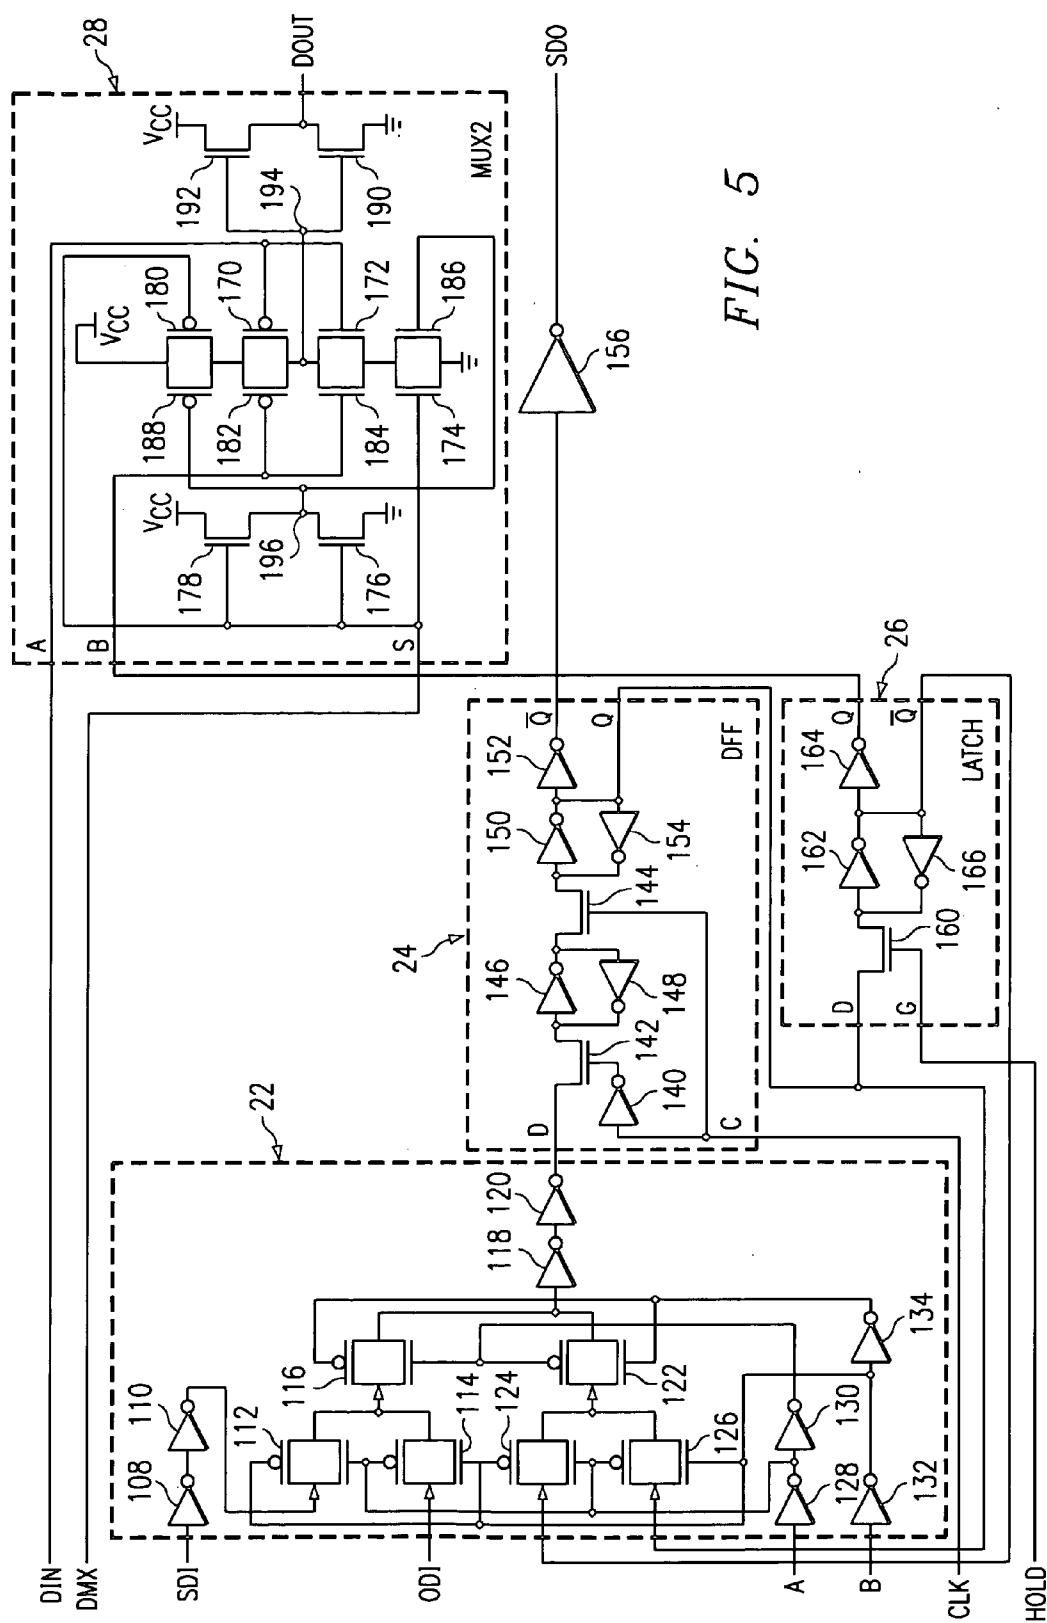 DIN
DMX
SDI
ODI
A
B
CLK
HOLD
22
108
110
112
114
116
118
120
122
124
126
128
130
132
134
24
D
C
140
142
146
148
144
150
152
154
Q
Q
DFF
26
D
G
160
162
164
166
Q
Q
LATCH
28
A
B
S
VCC
178
176
196
VCC
188
180
182
170
184
172
174
186
194
VCC
192
190
MUX2
DOUT
156
SDO
FIG. 5